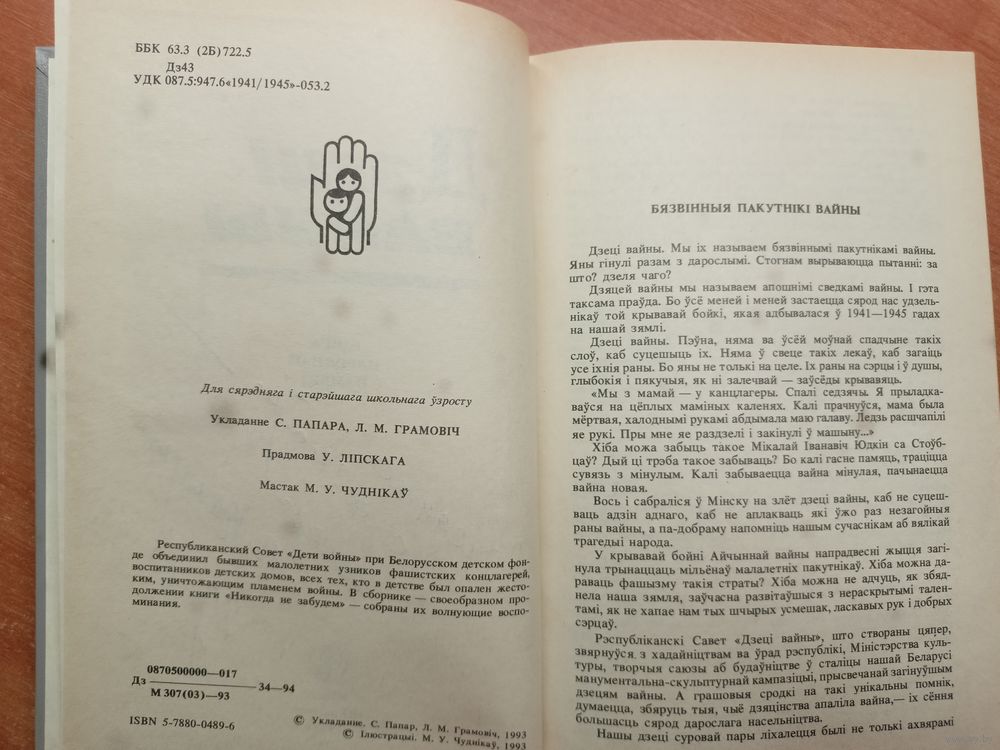 ББК 63.3 (2Б)722.5
Дз43
УДК 087.5:947.6«1941/1945»-053.2
Для сярэдняга і старэйшага школьнага ўзросту
Укладанне С. ПАПАРА, Л. М. ГРАМОВІЧ
Прадмова У. ЛІПСКАГА
Мастак М. У. ЧУДНІКАЎ
Республиканский Совет «Дети войны» при Белорусском детском фон-
де объединил бывших малолетних узников фашистских концлагерей,
воспитанников детских домов, всех тех, кто в детстве был опален жесто-
ким, уничтожающим пламенем войны. В сборнике — своеобразном про-
должении книги «Никогда не забудем» — собраны их волнующие воспо-
минания.
0870500000—017
Дз
34—94
М 307(03)—93
ISBN 5-7880-0489-6
© Укладанне. С. Папар, Л. М. Грамовіч, 1993
© Ілюстрацыі. М. У. Чуднікаў, 1993
БЯЗВІННЫЯ ПАКУТНІКІ ВАЙНЫ
Дзеці вайны. Мы іх называем бязвіннымі пакутнікамі вайны.
Яны гінулі разам з дарослымі. Стогнам вырываюцца пытанні: за
што? дзеля чаго?
Дзяцей вайны мы называем апошнімі сведкамі вайны. І гэта
таксама праўда. Бо ўсё меней і меней застаецца сярод нас удзель-
нікаў той крывавай бойкі, якая адбывалася ў 1941—1945 гадах
на нашай зямлі.
Дзеці вайны. Пэўна, няма ва ўсёй моўнай спадчыне такіх
слоў, каб суцешыць іх. Няма ў свеце такіх лекаў, каб загаіць
усе іхнія раны. Бо яны не толькі на целе. Іх раны на сэрцы і ў душы,
глыбокія і пякучыя, як ні залечвай — заўсёды крывавяць.
«Мы з мамай — у канцлагеры. Спалі седзячы. Я прыладка-
ваўся на цёплых маміных каленях. Калі прачнуўся, мама была
мёртвая, халоднымі рукамі абдымала маю галаву. Ледзь расшчапілі
яе рукі. Пры мне яе раздзелі і закінулі ў машыну...»
Хіба можа забыць такое Мікалай Іванавіч Юдкін са Стоўб-
цаў? Дый ці трэба такое забываць? Бо калі гасне памяць, траціцца
сувязь з мінулым. Калі забываецца вайна мінулая, пачынаецца
вайна новая.
Вось і сабраліся ў Мінску на злёт дзеці вайны, каб не суцеш-
ваць адзін аднаго, каб не аплакваць які ўжо раз незагойныя
раны вайны, а па-добраму напомніць нашым сучаснікам аб вялікай
трагедыі народа.
У крывавай бойні Айчыннай вайны напрадвесні жыцця загі-
нула трынаццаць мільёнаў малалетніх пакутнікаў. Хіба можна да-
раваць фашызму такія страты? Хіба можна не адчуць, як збяд-
нела наша зямля, заўчасна развітаўшыся з нераскрытымі тален-
тамі, як не хапае нам тых шчырых усмешак, ласкавых рук і добрых
сэрцаў.
Рэспубліканскі Савет «Дзеці вайны», што створаны цяпер,
звярнуўся з хадайніцтвам ва ўрад рэспублікі, Міністэрства куль-
туры, творчыя саюзы аб будаўніцтве ў сталіцы нашай Беларусі
манументальна-скульптурнай кампазіцыі, прысвечанай загінуўшым
дзецям вайны. А грашовыя сродкі на такі унікальны помнік,
думаецца, збяруць тыя, чыё дзяцінства апаліла вайна,— іх сёння
большасць сярод дарослага насельніцтва.
Нашы дзеці суровай пары ліхалецця былі не толькі ахвярамі